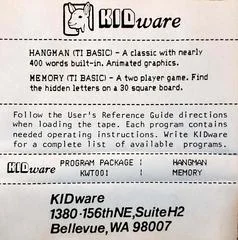 KIDware
HANGMAN (TI BASIC) - A classic with nearly
400 words built-in. Animated graphics.
MEMORY (TI BASIC) - A two player game. Find
the hidden letters on a 30 square board.
Follow the User's Reference Guide directions
when loading the tape. Each program contains
needed operating instructions. Write KIDware
for a complete list of available programs.
KIDware PROGRAM PACKAGE : HANGMAN
KWT001 : MEMORY
KIDware
1380-156thNE,SuiteH2
Bellevue,WA 98007